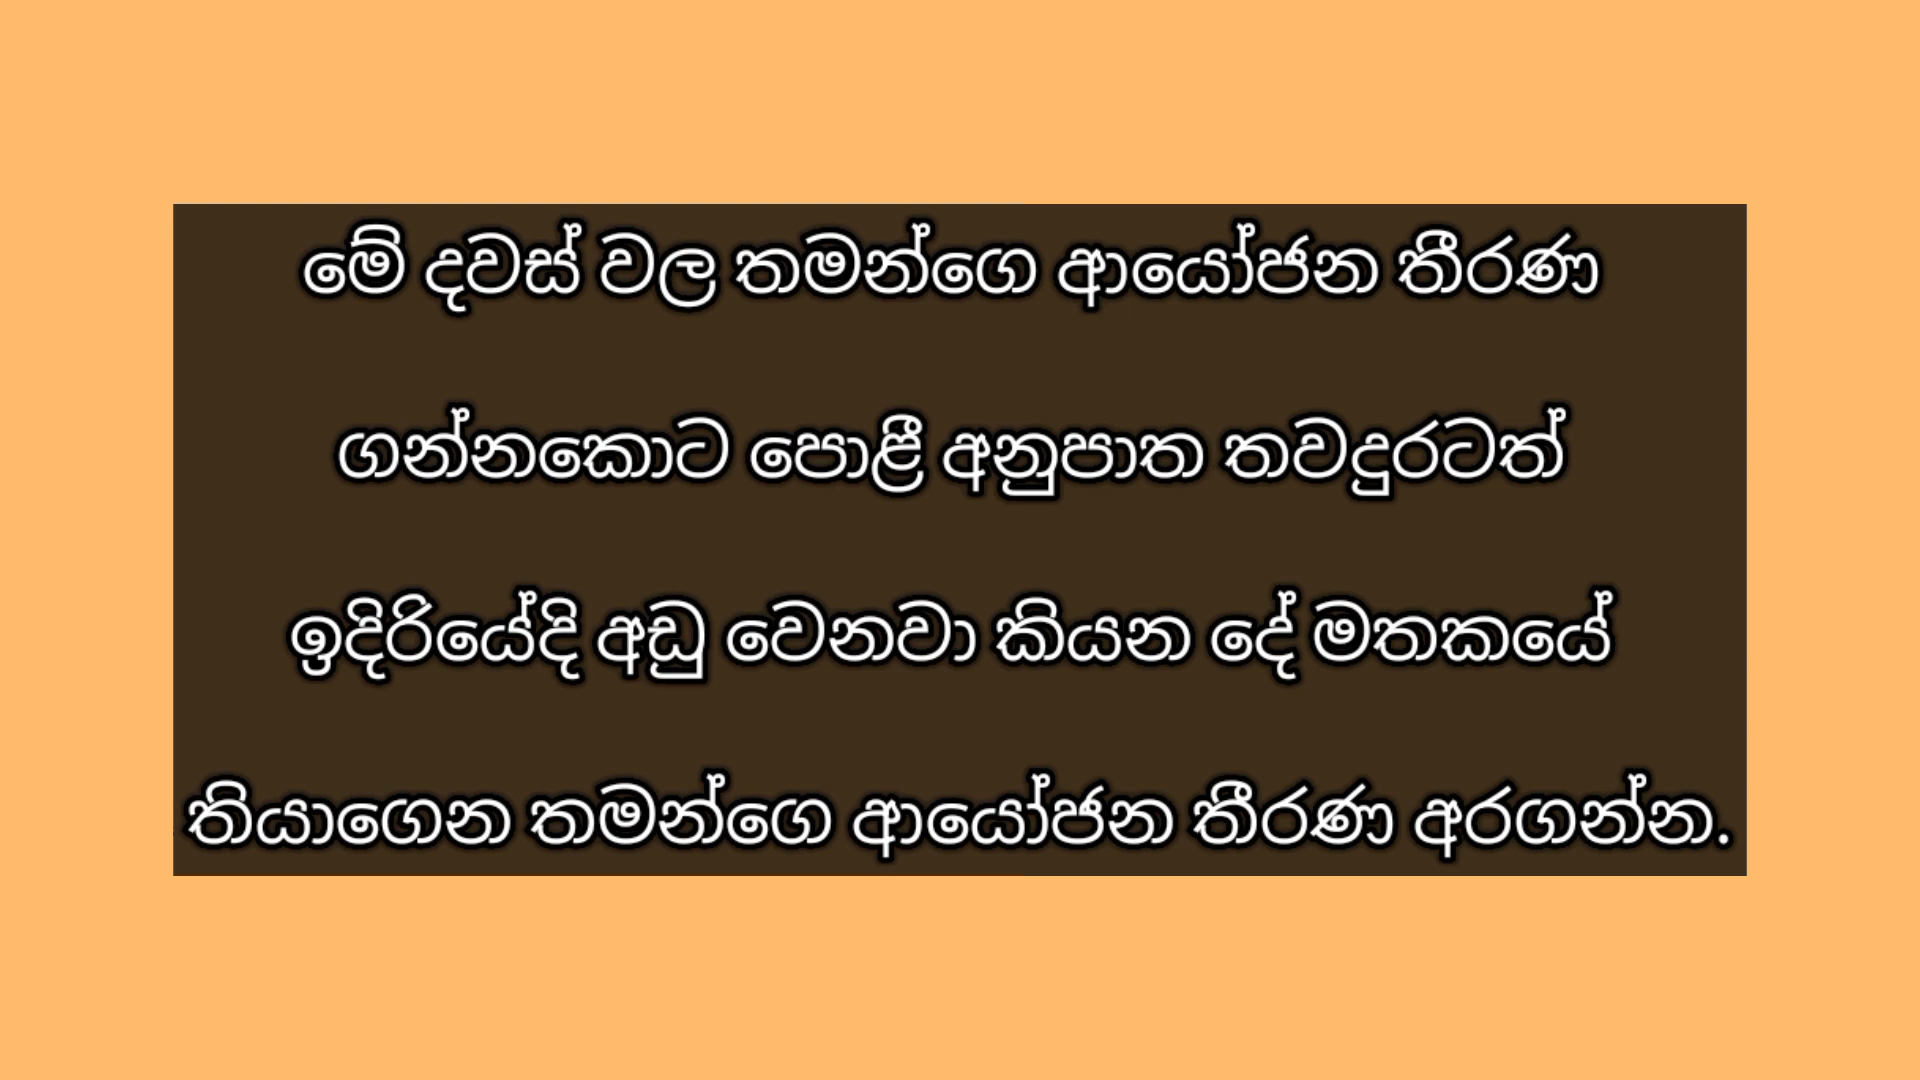 මේ දවස් වල තමන්ගෙ ආයෝජන තීරණ
ගන්නකොට පොළී අනුපාත තවදුරටත්
ඉදිරියේදි අඩු වෙනවා කියන දේ මතකයේ
තියාගෙන තමන්ගෙ ආයෝජන තීරණ අරගන්න.